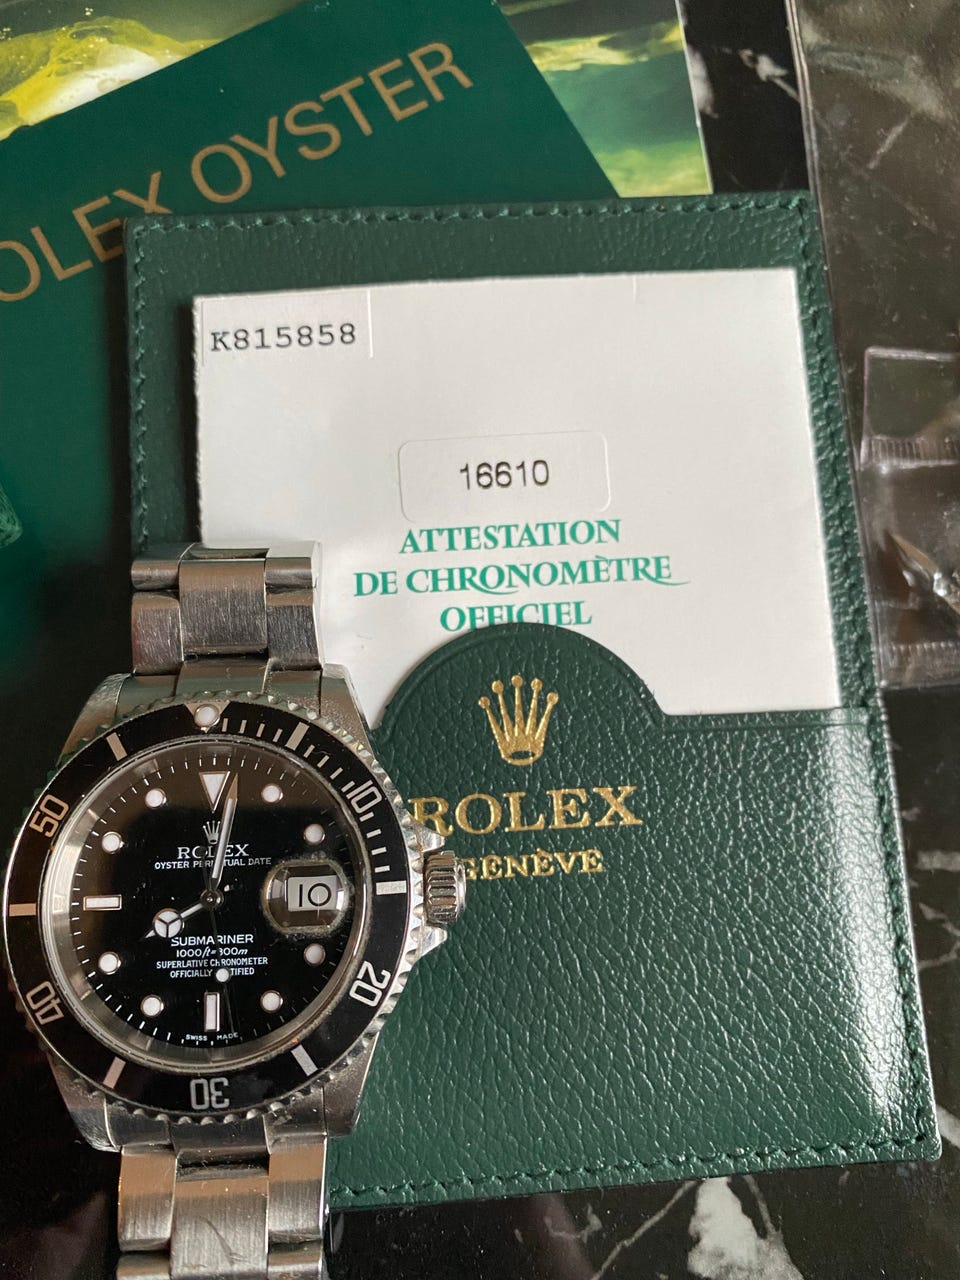 OLEX OYSTER
K815858
16610
ATTESTATION
DE CHRONOMÈTRE
OFFICIEL
ROLEX
GENÈVE
10
20
30
40
50
ROLEX
OYSTER PERPETUAL DATE
10
SUBMARINER
1000ft=300m
SUPERLATIVE CHRONOMETER
OFFICIALLY CERTIFIED
SWISS MADE